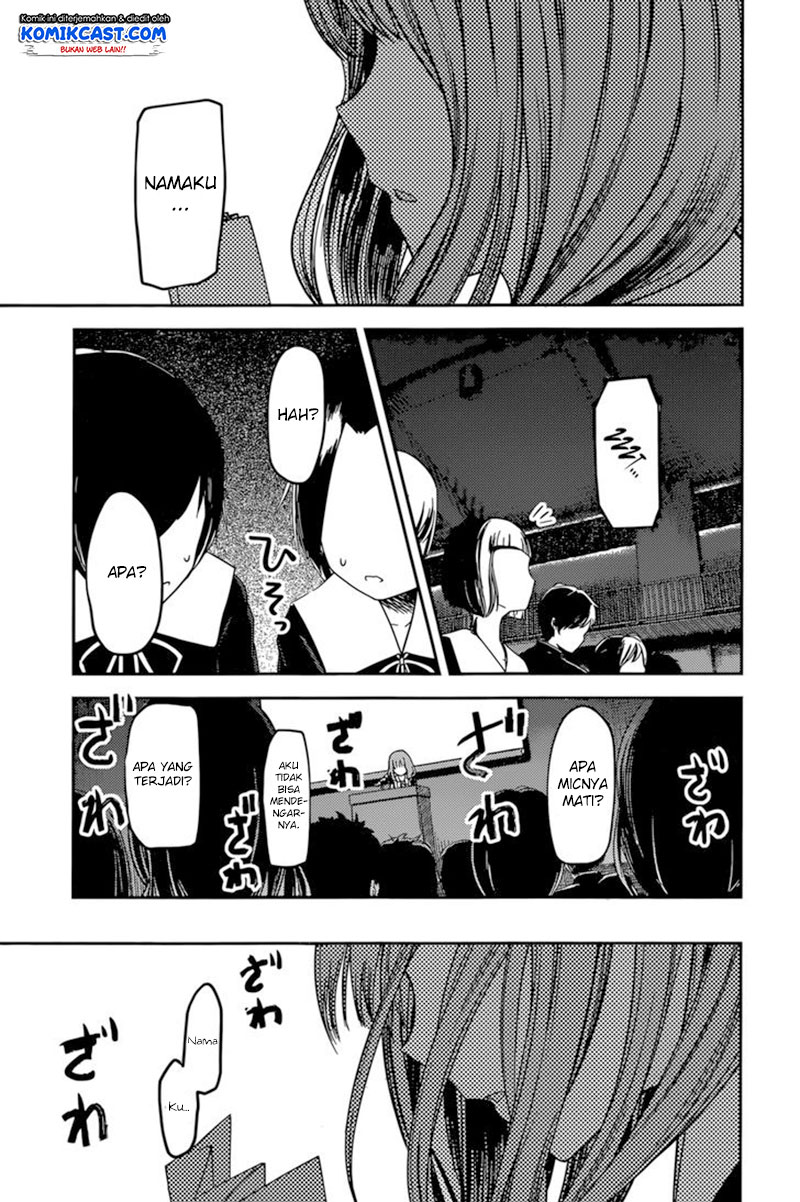 Komik ini diterjemahkan & diedit oleh
KOMIKCAST.COM
BUKAN WEB LAIN!!
NAMAKU
...
ZZZT...
HAH?
APA?
ひそっ
APA
MICNYA
MATI?
AKU
TIDAK
BISA
MENDE-
NGARNYA.
APA YANG
TERJADI?
ざわ
ざわ
ざわ
ざわ
ざわ
ざわ
ざわ
Nama
Ku...